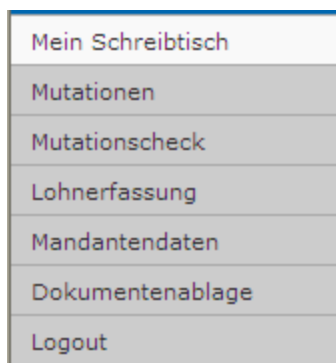 Mein Schreibtisch
Mutationen
Mutationscheck
Lohnerfassung
Mandantendaten
Dokumentenablage
Logout